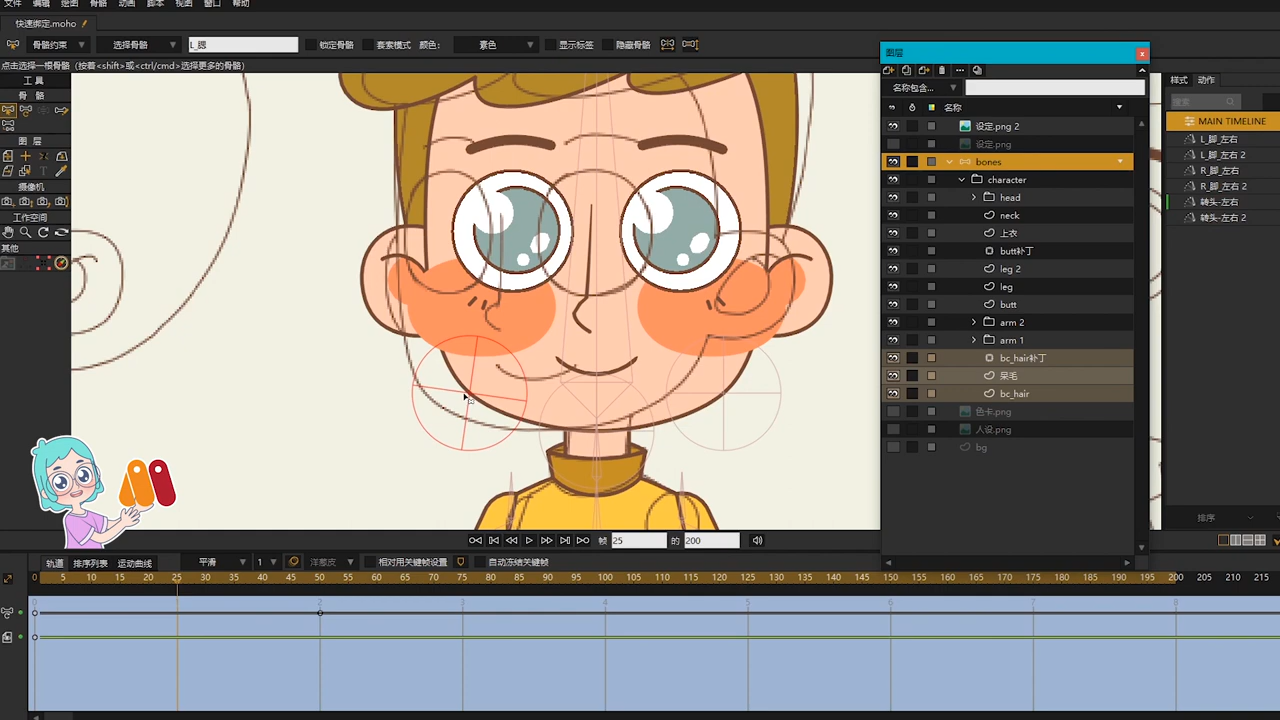 文件 编辑 绘图 骨骼 动画 脚本 视图 窗口 帮助
快速绑定.moho
骨骼约束 选择骨骼 L_腮 锁定骨骼 套索模式 颜色: 素色 显示标签 隐藏骨骼
点击选择一根骨骼（按着<shift>或<ctrl/cmd>选择更多的骨骼）
工具
骨骼
图层
摄像机
工作空间
其他
图层
名称包含...
名称
设定.png 2
设定.png
bones
character
head
neck
上衣
butt补丁
leg 2
leg
butt
arm 2
arm 1
bc_hair补丁
呆毛
bc_hair
色卡.png
人设.png
bg
样式 动作
搜索
MAIN TIMELINE
L_脚_左右
L_脚_左右 2
R_脚_左右
R_脚_左右 2
转头-左右
转头-左右 2
排序
帧 25 的 200
轨道 排序列表 运动曲线 平滑 1 洋葱皮 相对用关键帧设置 自动冻结关键帧
0 5 10 15 20 25 30 35 40 45 50 55 60 65 70 75 80 85 90 95 100 105 110 115 120 125 130 135 140 145 150 155 160 165 170 175 180 185 190 195 200 205 210 215
0 2 3 4 5 6 7 8